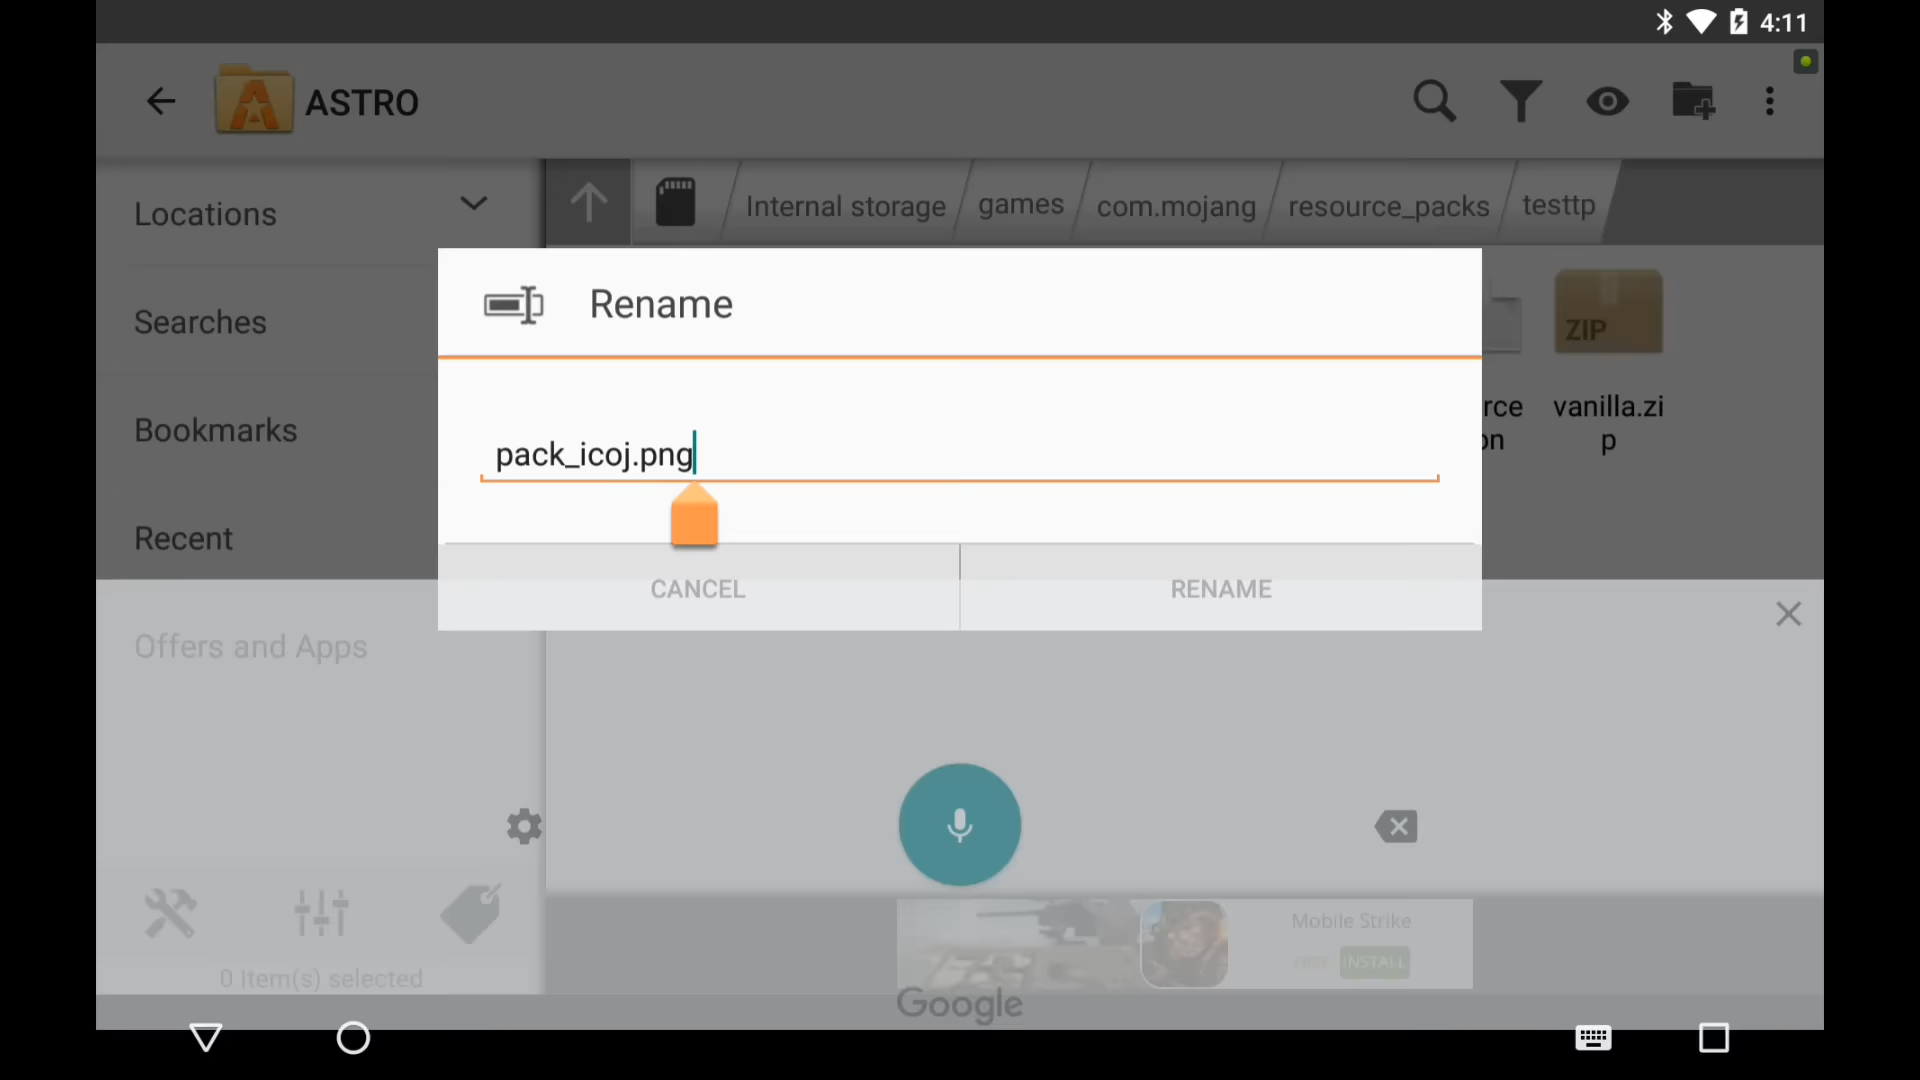 4:11
ASTRO
Locations
Internal storage
games
com.mojang
resource_packs
testtp
Rename
Searches
ZIP
pack_icoj.png
rce
on
vanilla.zi
p
Bookmarks
Recent
CANCEL
RENAME
Offers and Apps
Mobile Strike
FREE
INSTALL
0 Item(s) selected
Google